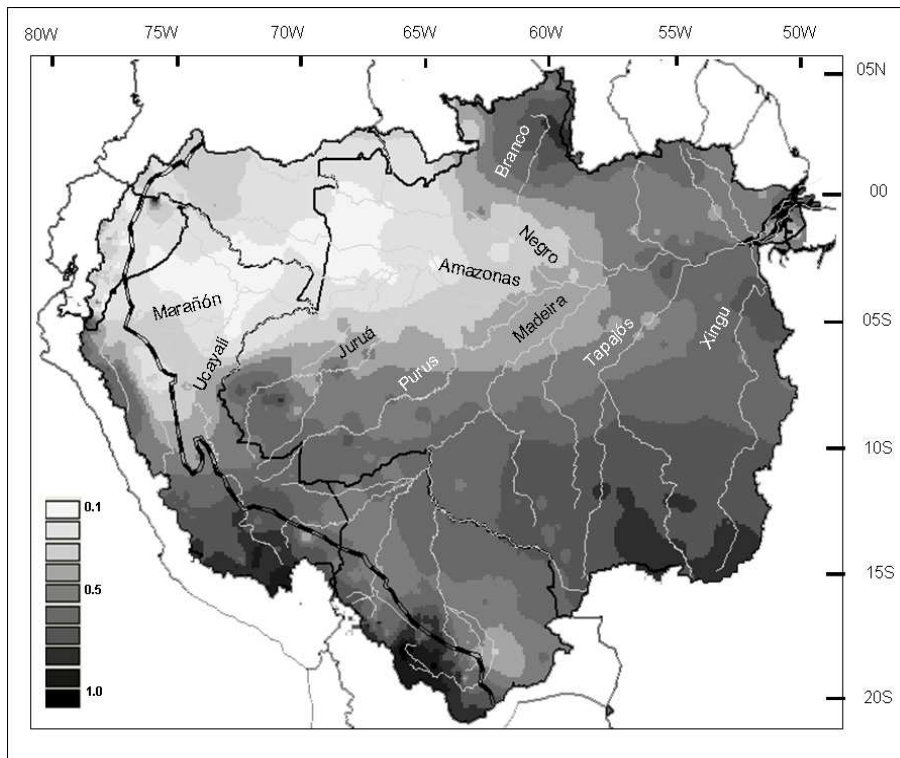 80W 75W 70W 65W 60W 55W 50W
05N
Branco
00
Negro
Amazonas
Marañón
Madeira
05S
Xingu
Tapajós
Juruá
Ucayali
Purus
10S
0.1
15S
0.5
1.0
20S